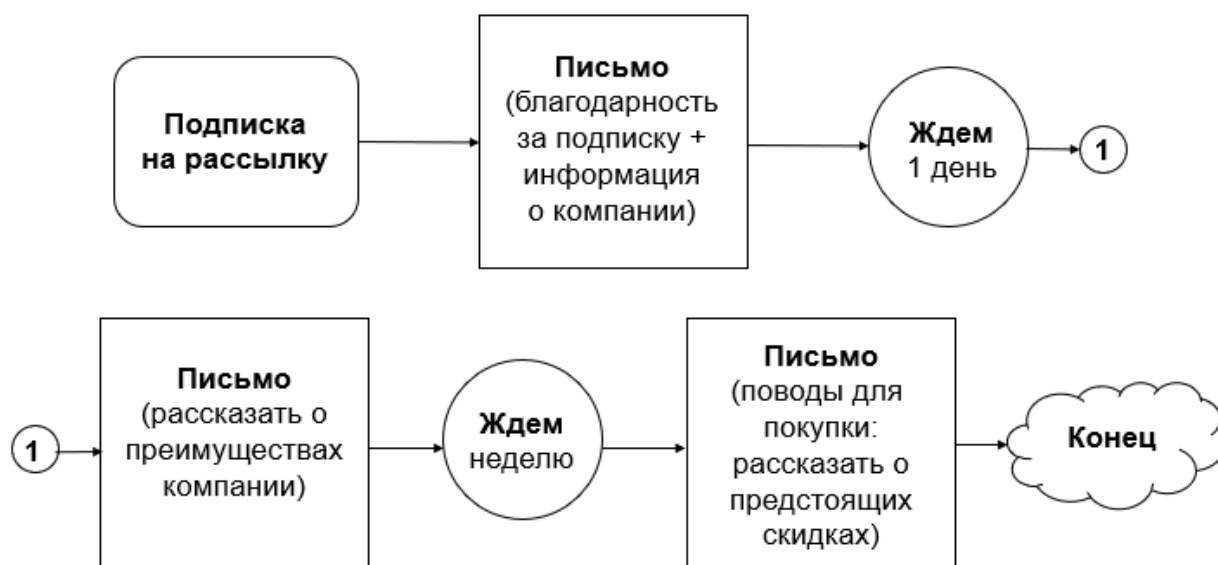 Подписка
на рассылку
Письмо
(благодарность
за подписку +
информация
о компании)
Ждем
1 день
1
1
Письмо
(рассказать о
преимуществах
компании)
Ждем
неделю
Письмо
(поводы для
покупки:
рассказать о
предстоящих
скидках)
Конец